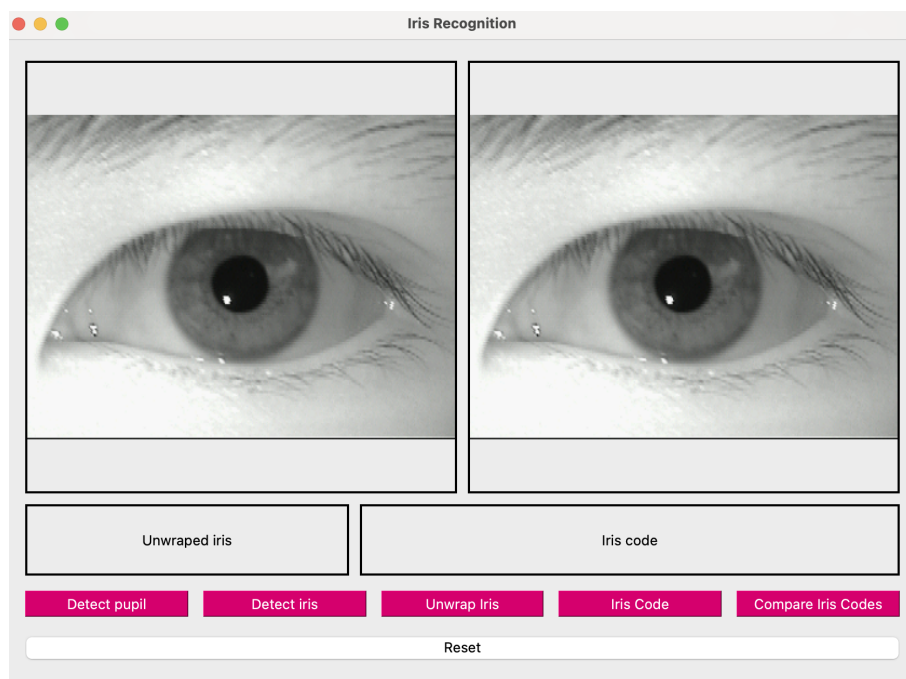 Iris Recognition
Unwraped iris
Iris code
Detect pupil
Detect iris
Unwrap Iris
Iris Code
Compare Iris Codes
Reset